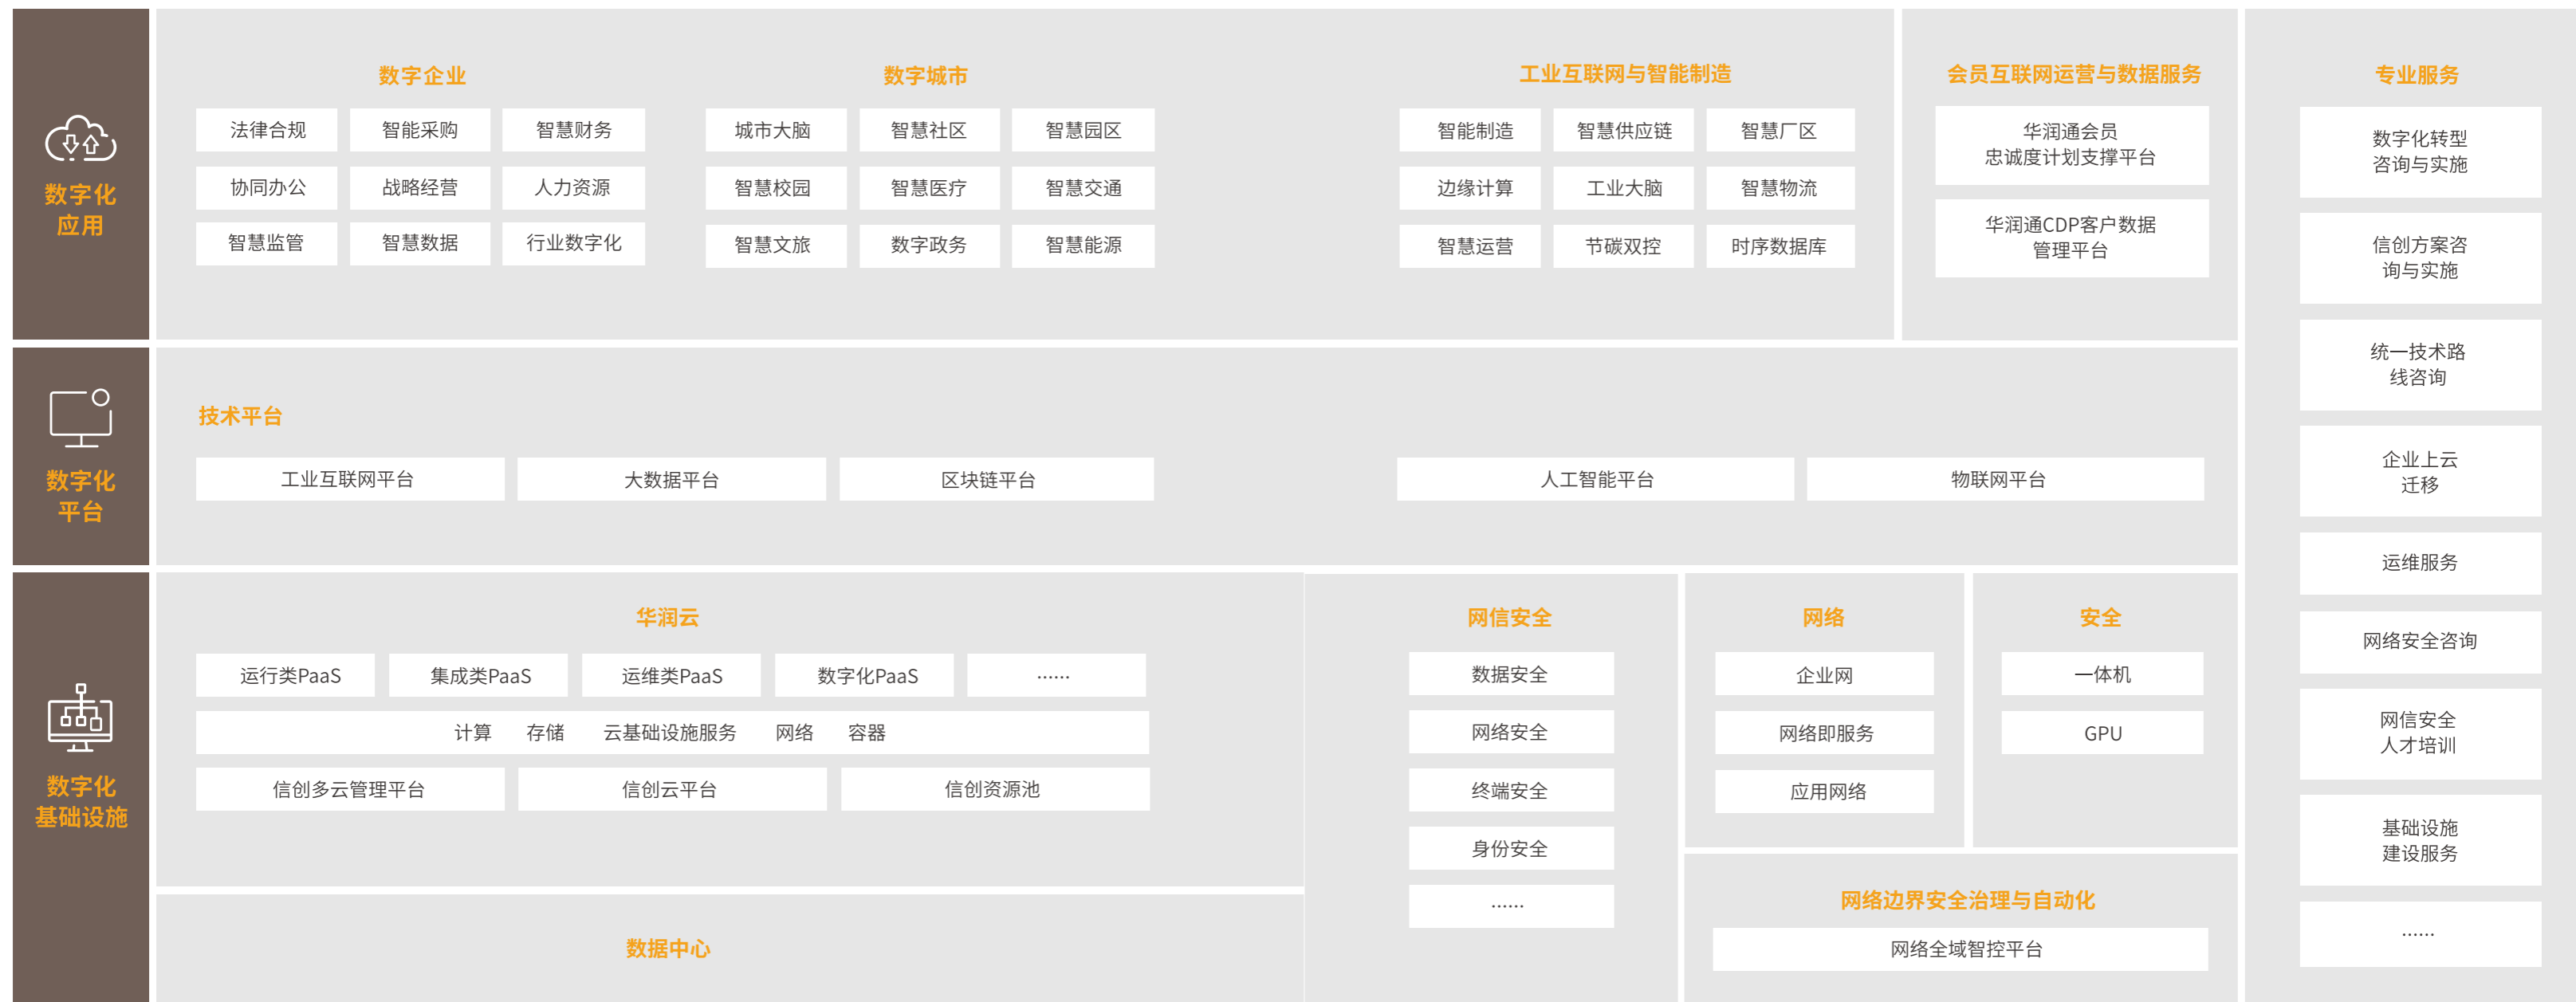 数字化
应用
数字企业
法律合规 智能采购 智慧财务
协同办公 战略经营 人力资源
智慧监管 智慧数据 行业数字化
数字城市
城市大脑 智慧社区 智慧园区
智慧校园 智慧医疗 智慧交通
智慧文旅 数字政务 智慧能源
工业互联网与智能制造
智能制造 智慧供应链 智慧厂区
边缘计算 工业大脑 智慧物流
智慧运营 节碳双控 时序数据库
会员互联网运营与数据服务
华润通会员
忠诚度计划支撑平台
华润通CDP客户数据
管理平台
数字化
平台
技术平台
工业互联网平台 大数据平台 区块链平台 人工智能平台 物联网平台
数字化
基础设施
华润云
运行类PaaS 集成类PaaS 运维类PaaS 数字化PaaS ······
计算 存储 云基础设施服务 网络 容器
信创多云管理平台 信创云平台 信创资源池
数据中心
网信安全
数据安全
网络安全
终端安全
身份安全
······
网络
企业网
网络即服务
应用网络
安全
一体机
GPU
网络边界安全治理与自动化
网络全域智控平台
专业服务
数字化转型
咨询与实施
信创方案咨
询与实施
统一技术路
线咨询
企业上云
迁移
运维服务
网络安全咨询
网信安全
人才培训
基础设施
建设服务
······